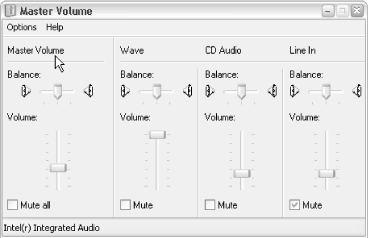 Master Volume
Options Help
Master Volume Wave CD Audio Line In
Balance: Balance: Balance: Balance:
Volume: Volume: Volume: Volume:
Mute all Mute Mute Mute
Intel(r) Integrated Audio